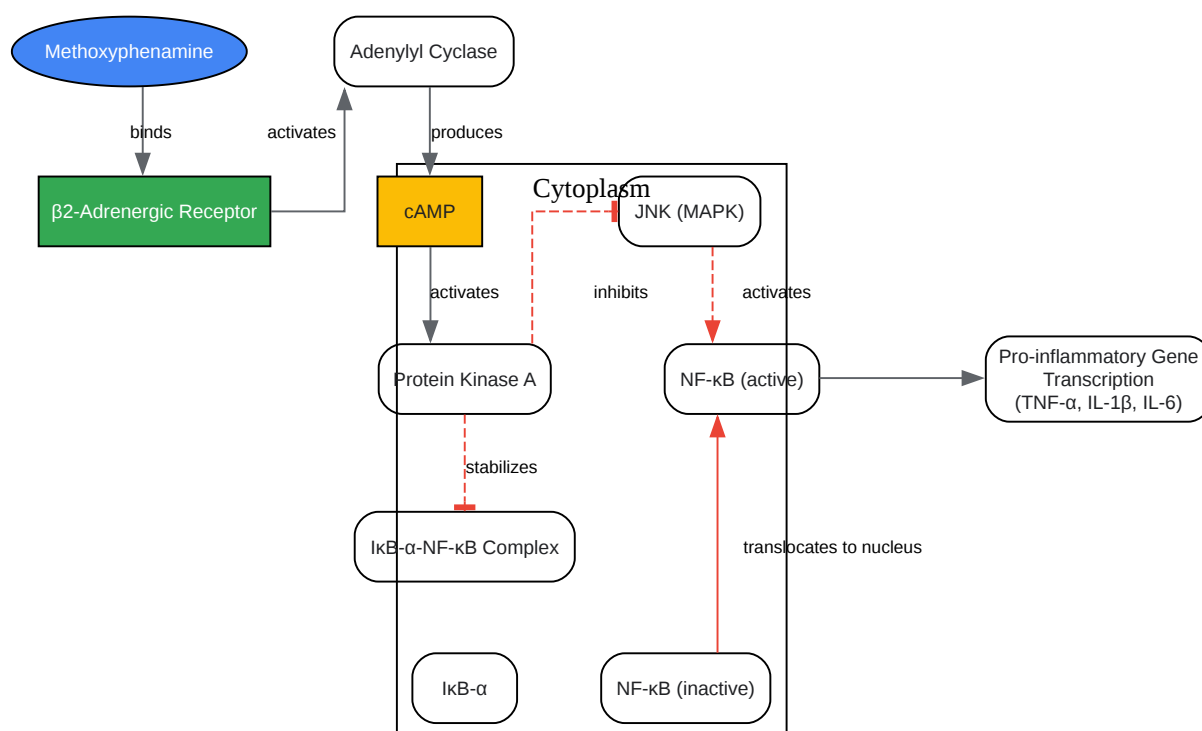 Methoxyphenamine
Adenylyl Cyclase
binds
activates
produces
Cytoplasm
β2-Adrenergic Receptor
cAMP
JNK (MAPK)
activates
inhibits
activates
Protein Kinase A
NF-κB (active)
Pro-inflammatory Gene
Transcription
(TNF-α, IL-1β, IL-6)
stabilizes
IκB-α-NF-κB Complex
translocates to nucleus
IκB-α
NF-κB (inactive)